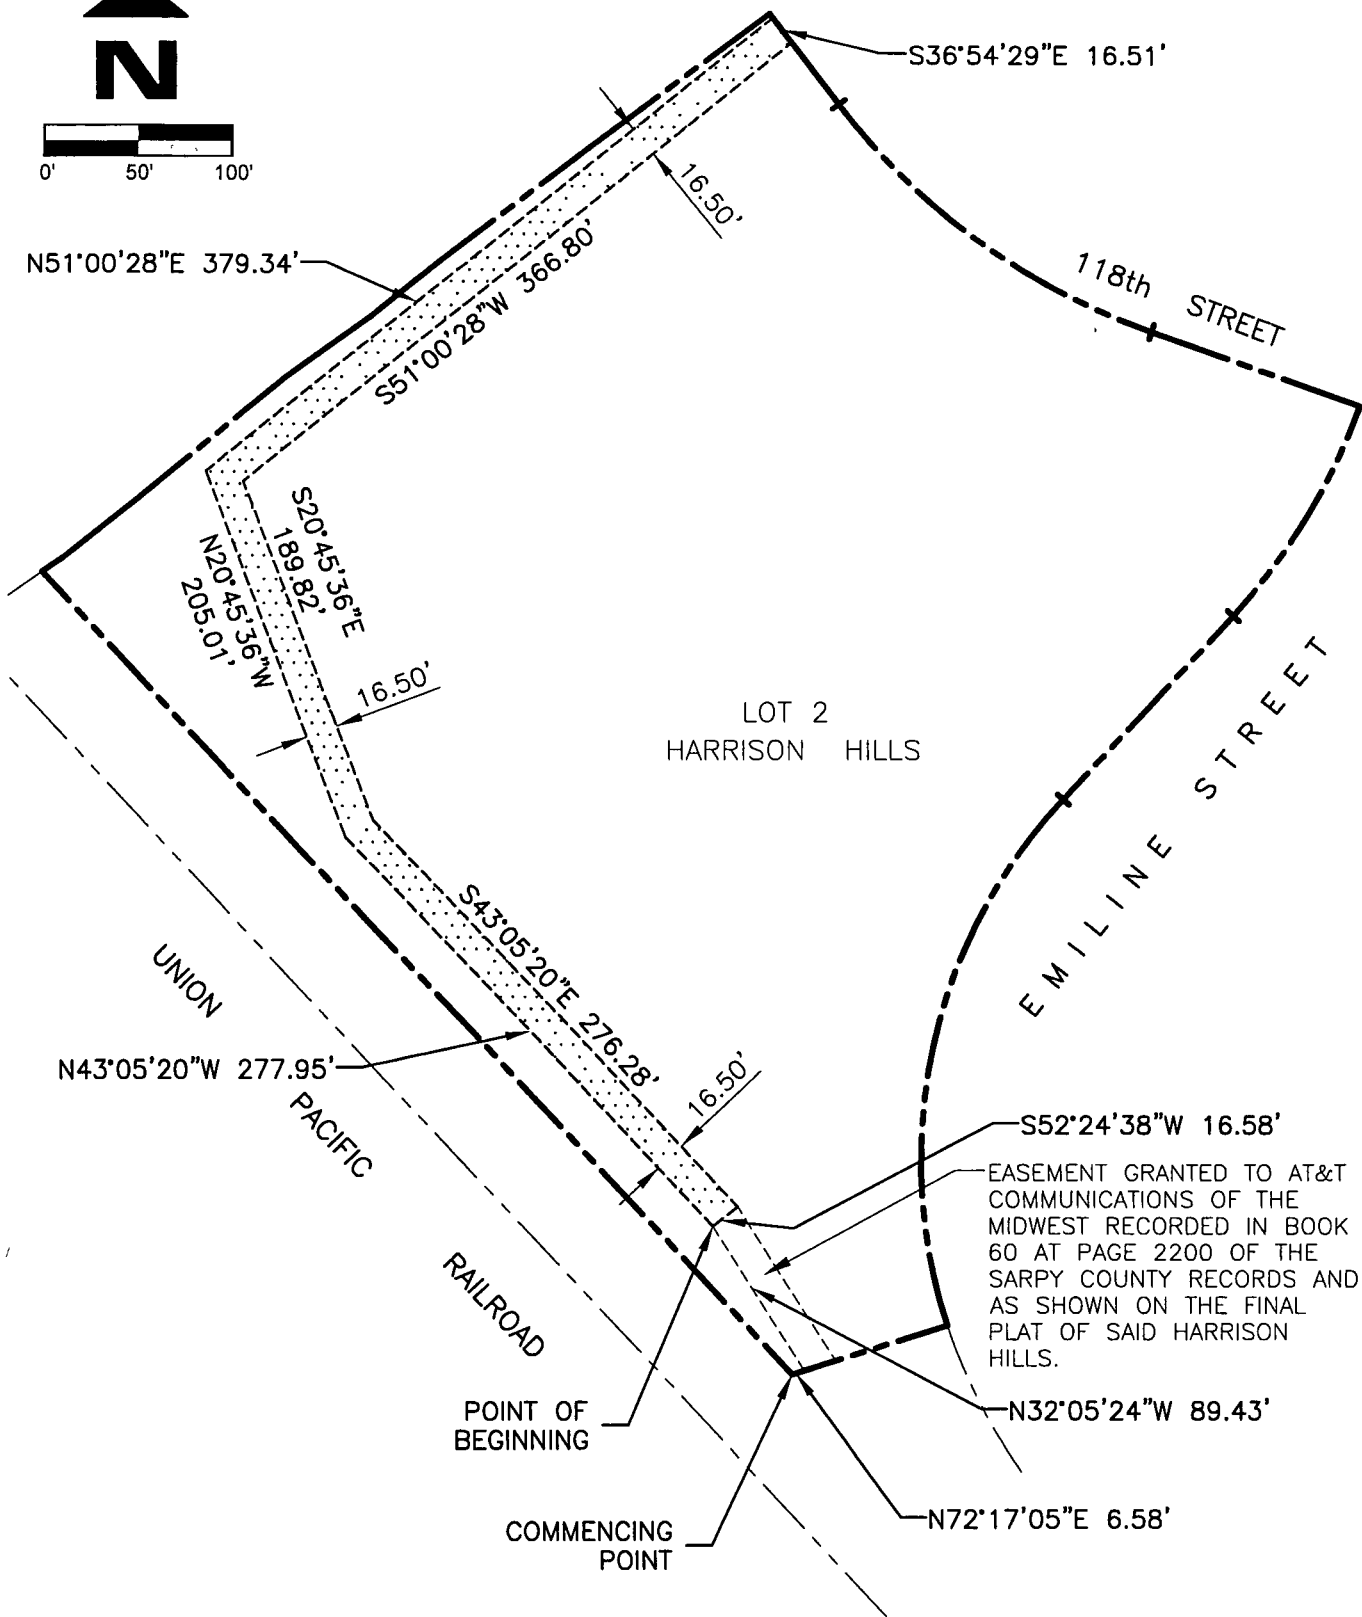 N
0' 50' 100'
S36°54'29"E 16.51'
16.50'
N51°00'28"E 379.34'
S51°00'28"W 366.80'
118th STREET
S20°45'36"E
189.82'
N20°45'36"W
205.01'
16.50'
LOT 2
HARRISON HILLS
EMILINE STREET
S43°05'20"E 276.28'
UNION
PACIFIC
RAILROAD
N43°05'20"W 277.95'
16.50'
S52°24'38"W 16.58'
EASEMENT GRANTED TO AT&T
COMMUNICATIONS OF THE
MIDWEST RECORDED IN BOOK
60 AT PAGE 2200 OF THE
SARPY COUNTY RECORDS AND
AS SHOWN ON THE FINAL
PLAT OF SAID HARRISON
HILLS.
POINT OF
BEGINNING
N32°05'24"W 89.43'
N72°17'05"E 6.58'
COMMENCING
POINT